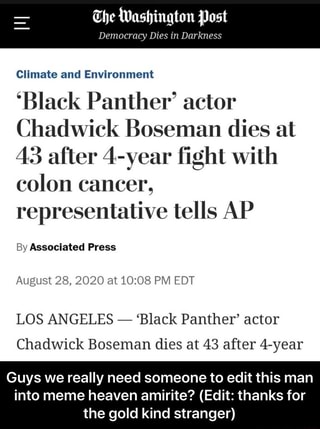 The Washington Post
Democracy Dies in Darkness
Climate and Environment
‘Black Panther’ actor
Chadwick Boseman dies at
43 after 4-year fight with
colon cancer,
representative tells AP
By Associated Press
August 28, 2020 at 10:08 PM EDT
LOS ANGELES — ‘Black Panther’ actor
Chadwick Boseman dies at 43 after 4-year
Guys we really need someone to edit this man
into meme heaven amirite? (Edit: thanks for
the gold kind stranger)